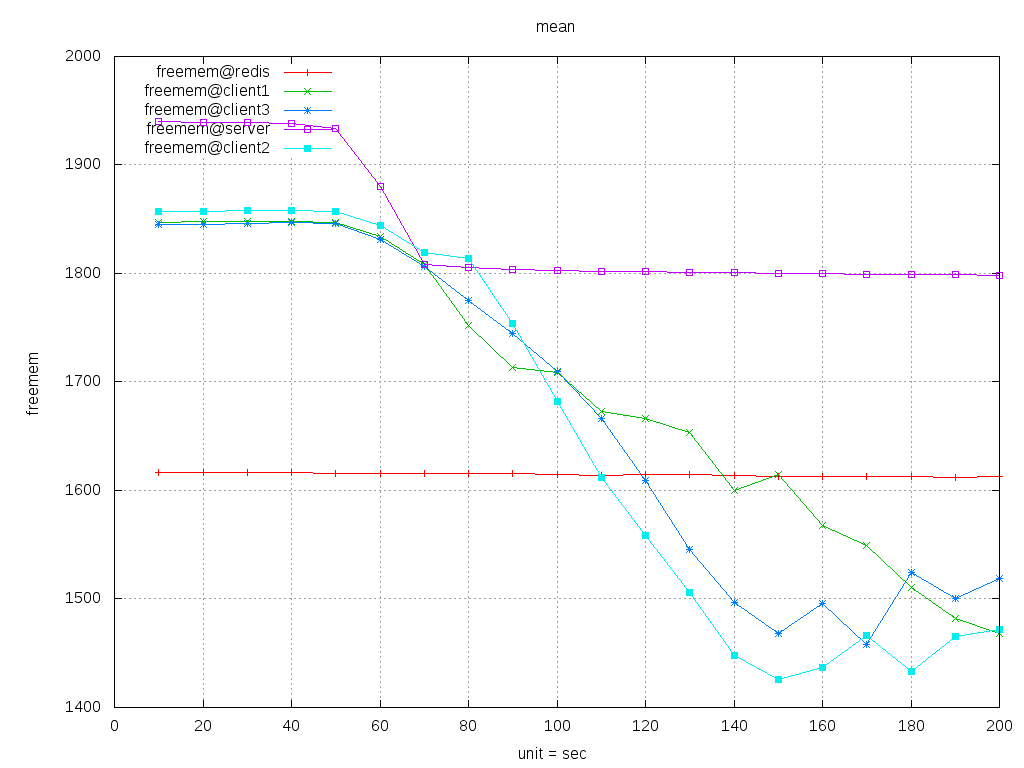 mean
2000
1900
1800
1700
1600
1500
1400
freemem
freemem@redis
freemem@client1
freemem@client3
freemem@server
freemem@client2
0 20 40 60 80 100 120 140 160 180 200
unit = sec